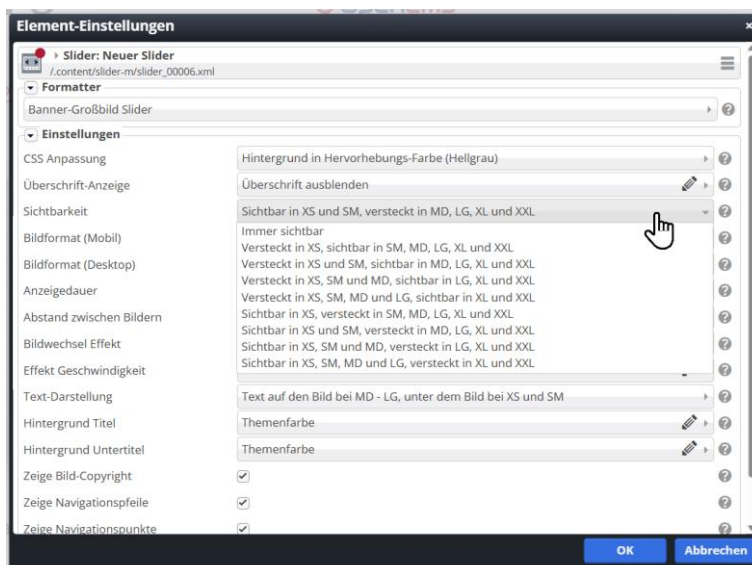 Element-Einstellungen
Slider: Neuer Slider
/.content/slider-m/slider_00006.xml
Formatter
Banner-Großbild Slider
Einstellungen
CSS Anpassung Hintergrund in Hervorhebungs-Farbe (Hellgrau)
Überschrift-Anzeige Überschrift ausblenden
Sichtbarkeit Sichtbar in XS und SM, versteckt in MD, LG, XL und XXL
Immer sichtbar
Bildformat (Mobil) Versteckt in XS, sichtbar in SM, MD, LG, XL und XXL
Bildformat (Desktop) Versteckt in XS und SM, sichtbar in MD, LG, XL und XXL
Versteckt in XS, SM und MD, sichtbar in LG, XL und XXL
Anzeigedauer Versteckt in XS, SM, MD und LG, sichtbar in XL und XXL
Abstand zwischen Bildern Sichtbar in XS, versteckt in SM, MD, LG, XL und XXL
Sichtbar in XS und SM, versteckt in MD, LG, XL und XXL
Bildwechsel Effekt Sichtbar in XS, SM und MD, versteckt in LG, XL und XXL
Effekt Geschwindigkeit Sichtbar in XS, SM, MD und LG, versteckt in XL und XXL
Text-Darstellung Text auf den Bild bei MD - LG, unter dem Bild bei XS und SM
Hintergrund Titel Themenfarbe
Hintergrund Untertitel Themenfarbe
Zeige Bild-Copyright
Zeige Navigationspfeile
Zeige Navigationspunkte
OK Abbrechen